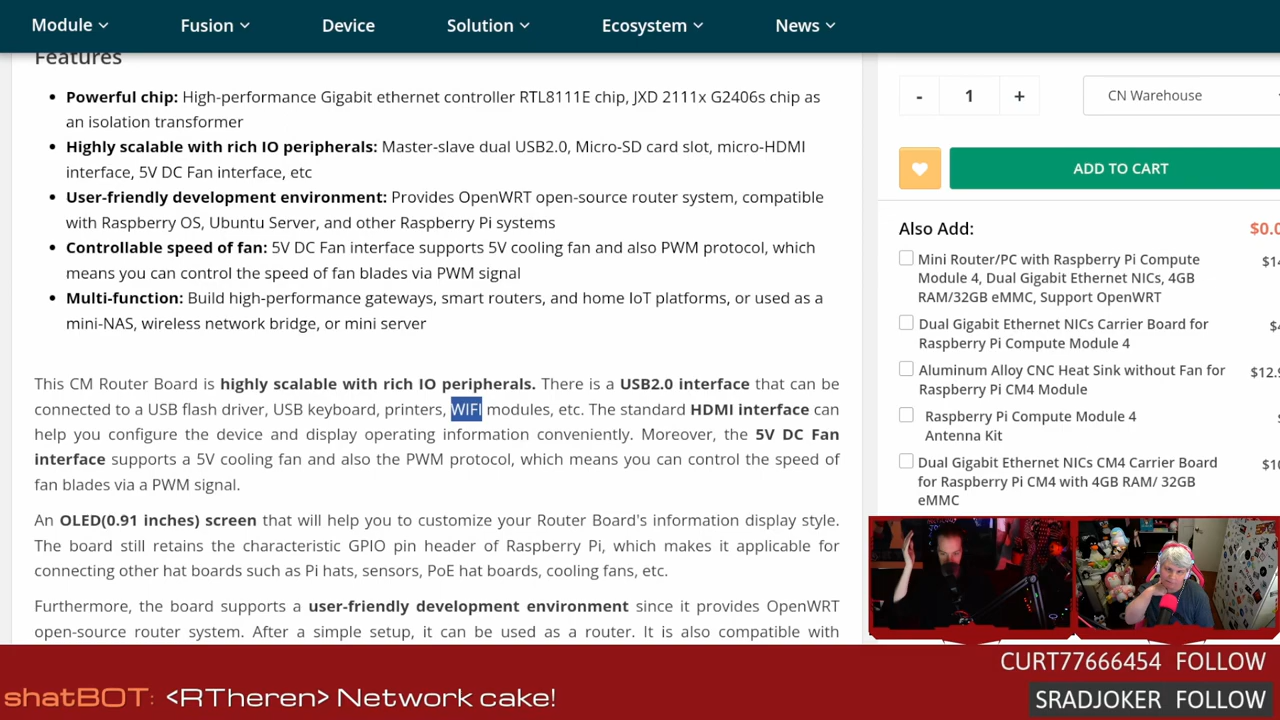 Module
Fusion
Device
Solution
Ecosystem
News
Features
Powerful chip: High-performance Gigabit ethernet controller RTL8111E chip, JXD 2111x G2406s chip as
an isolation transformer
Highly scalable with rich IO peripherals: Master-slave dual USB2.0, Micro-SD card slot, micro-HDMI
interface, 5V DC Fan interface, etc
User-friendly development environment: Provides OpenWRT open-source router system, compatible
with Raspberry OS, Ubuntu Server, and other Raspberry Pi systems
Controllable speed of fan: 5V DC Fan interface supports 5V cooling fan and also PWM protocol, which
means you can control the speed of fan blades via PWM signal
Multi-function: Build high-performance gateways, smart routers, and home IoT platforms, or used as a
mini-NAS, wireless network bridge, or mini server
This CM Router Board is highly scalable with rich IO peripherals. There is a USB2.0 interface that can be
connected to a USB flash driver, USB keyboard, printers, WIFI modules, etc. The standard HDMI interface can
help you configure the device and display operating information conveniently. Moreover, the 5V DC Fan
interface supports a 5V cooling fan and also the PWM protocol, which means you can control the speed of
fan blades via a PWM signal.
An OLED(0.91 inches) screen that will help you to customize your Router Board's information display style.
The board still retains the characteristic GPIO pin header of Raspberry Pi, which makes it applicable for
connecting other hat boards such as Pi hats, sensors, PoE hat boards, cooling fans, etc.
Furthermore, the board supports a user-friendly development environment since it provides OpenWRT
open-source router system. After a simple setup, it can be used as a router. It is also compatible with
- 1 +
CN Warehouse
ADD TO CART
Also Add: $0.0
Mini Router/PC with Raspberry Pi Compute $14
Module 4, Dual Gigabit Ethernet NICs, 4GB
RAM/32GB eMMC, Support OpenWRT
Dual Gigabit Ethernet NICs Carrier Board for $4
Raspberry Pi Compute Module 4
Aluminum Alloy CNC Heat Sink without Fan for $12.9
Raspberry Pi CM4 Module
Raspberry Pi Compute Module 4 $
Antenna Kit
Dual Gigabit Ethernet NICs CM4 Carrier Board $10
for Raspberry Pi CM4 with 4GB RAM/ 32GB
eMMC
CURT77666454 FOLLOW
shatBOT: <RTheren> Network cake!
SRADJOKER FOLLOW